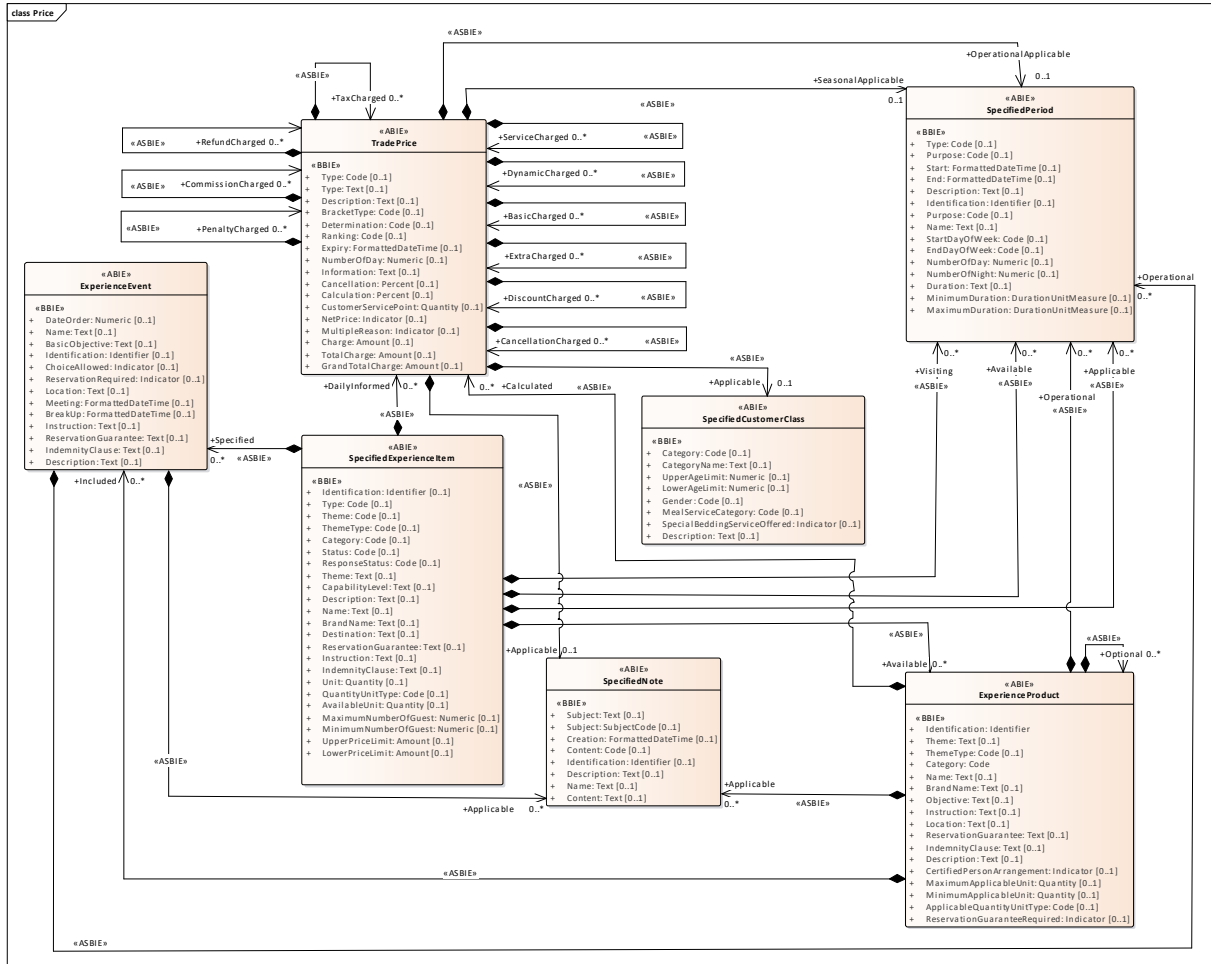 class Price
«ASBIE»
+OperationalApplicable
0..1
«ASBIE»
+TaxCharged 0..*
+SeasonalApplicable
0..1
«ASBIE»
«ABIE»
TradePrice
«BBIE»
+ Type: Code [0..1]
+ Type: Text [0..1]
+ Description: Text [0..1]
+ BracketType: Code [0..1]
+ Determination: Code [0..1]
+ Ranking: Code [0..1]
+ Expiry: FormattedDateTime [0..1]
+ NumberOfDay: Numeric [0..1]
+ Information: Text [0..1]
+ Cancellation: Percent [0..1]
+ Calculation: Percent [0..1]
+ CustomerServicePoint: Quantity [0..1]
+ NetPrice: Indicator [0..1]
+ MultipleReason: Indicator [0..1]
+ Charge: Amount [0..1]
+ TotalCharge: Amount [0..1]
+ GrandTotalCharge: Amount [0..1]
«ASBIE»
+RefundCharged 0..*
«ASBIE»
+CommissionCharged 0..*
«ASBIE»
+PenaltyCharged 0..*
+ServiceCharged 0..*
«ASBIE»
+DynamicCharged 0..*
«ASBIE»
+BasicCharged 0..*
«ASBIE»
+ExtraCharged 0..*
«ASBIE»
+DiscountCharged 0..*
«ASBIE»
+CancellationCharged 0..*
«ASBIE»
«ABIE»
SpecifiedPeriod
«BBIE»
+ Type: Code [0..1]
+ Purpose: Code [0..1]
+ Start: FormattedDateTime [0..1]
+ End: FormattedDateTime [0..1]
+ Description: Text [0..1]
+ Identification: Identifier [0..1]
+ Purpose: Code [0..1]
+ Name: Text [0..1]
+ StartDayOfWeek: Code [0..1]
+ EndDayOfWeek: Code [0..1]
+ NumberOfDay: Numeric [0..1]
+ NumberOfNight: Numeric [0..1]
+ Duration: Text [0..1]
+ MinimumDuration: DurationUnitMeasure [0..1]
+ MaximumDuration: DurationUnitMeasure [0..1]
+Operational
0..*
«ABIE»
ExperienceEvent
«BBIE»
+ DateOrder: Numeric [0..1]
+ Name: Text [0..1]
+ BasicObjective: Text [0..1]
+ Identification: Identifier [0..1]
+ ChoiceAllowed: Indicator [0..1]
+ ReservationRequired: Indicator [0..1]
+ Location: Text [0..1]
+ Meeting: FormattedDateTime [0..1]
+ BreakUp: FormattedDateTime [0..1]
+ Instruction: Text [0..1]
+ ReservationGuarantee: Text [0..1]
+ IndemnityClause: Text [0..1]
+ Description: Text [0..1]
+DailyInformed 0..*
«ASBIE»
0..* +Calculated
«ASBIE»
«ASBIE»
+Applicable 0..1
+Visiting 0..*
«ASBIE»
+Available 0..*
«ASBIE»
+Operational 0..*
«ASBIE»
+Applicable 0..*
«ASBIE»
«ABIE»
SpecifiedCustomerClass
«BBIE»
+ Category: Code [0..1]
+ CategoryName: Text [0..1]
+ UpperAgeLimit: Numeric [0..1]
+ LowerAgeLimit: Numeric [0..1]
+ Gender: Code [0..1]
+ MealServiceCategory: Code [0..1]
+ SpecialBeddingServiceOffered: Indicator [0..1]
+ Description: Text [0..1]
+Specified
0..*
«ASBIE»
+Included 0..*
«ABIE»
SpecifiedExperienceItem
«BBIE»
+ Identification: Identifier [0..1]
+ Type: Code [0..1]
+ Theme: Code [0..1]
+ ThemeType: Code [0..1]
+ Category: Code [0..1]
+ Status: Code [0..1]
+ ResponseStatus: Code [0..1]
+ Theme: Text [0..1]
+ CapabilityLevel: Text [0..1]
+ Description: Text [0..1]
+ Name: Text [0..1]
+ BrandName: Text [0..1]
+ Destination: Text [0..1]
+ ReservationGuarantee: Text [0..1]
+ Instruction: Text [0..1]
+ IndemnityClause: Text [0..1]
+ Unit: Quantity [0..1]
+ QuantityUnitType: Code [0..1]
+ AvailableUnit: Quantity [0..1]
+ MaximumNumberOfGuest: Numeric [0..1]
+ MinimumNumberOfGuest: Numeric [0..1]
+ UpperPriceLimit: Amount [0..1]
+ LowerPriceLimit: Amount [0..1]
«ASBIE»
+Applicable 0..1
«ASBIE»
+Available 0..*
«ASBIE»
+Optional 0..*
«ABIE»
SpecifiedNote
«BBIE»
+ Subject: Text [0..1]
+ Subject: SubjectCode [0..1]
+ Creation: FormattedDateTime [0..1]
+ Content: Code [0..1]
+ Identification: Identifier [0..1]
+ Description: Text [0..1]
+ Name: Text [0..1]
+ Content: Text [0..1]
«ABIE»
ExperienceProduct
«BBIE»
+ Identification: Identifier
+ Theme: Text [0..1]
+ ThemeType: Code [0..1]
+ Category: Code
+ Name: Text [0..1]
+ BrandName: Text [0..1]
+ Objective: Text [0..1]
+ Instruction: Text [0..1]
+ Location: Text [0..1]
+ ReservationGuarantee: Text [0..1]
+ IndemnityClause: Text [0..1]
+ Description: Text [0..1]
+ CertifiedPersonArrangement: Indicator [0..1]
+ MaximumApplicableUnit: Quantity [0..1]
+ MinimumApplicableUnit: Quantity [0..1]
+ ApplicableQuantityUnitType: Code [0..1]
+ ReservationGuaranteeRequired: Indicator [0..1]
«ASBIE»
+Applicable 0..*
+Applicable
0..*
«ASBIE»
«ASBIE»
«ASBIE»